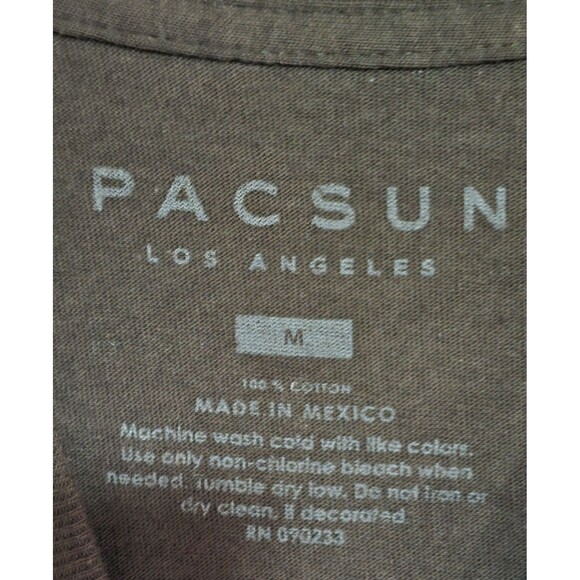 PACSUN
LOS ANGELES
M
100 % COTTON
MADE IN MEXICO
Machine wash cold with like colors.
Use only non-chlorine bleach when
needed. Tumble dry low. Do not iron or
dry clean, if decorated.
RN 090233